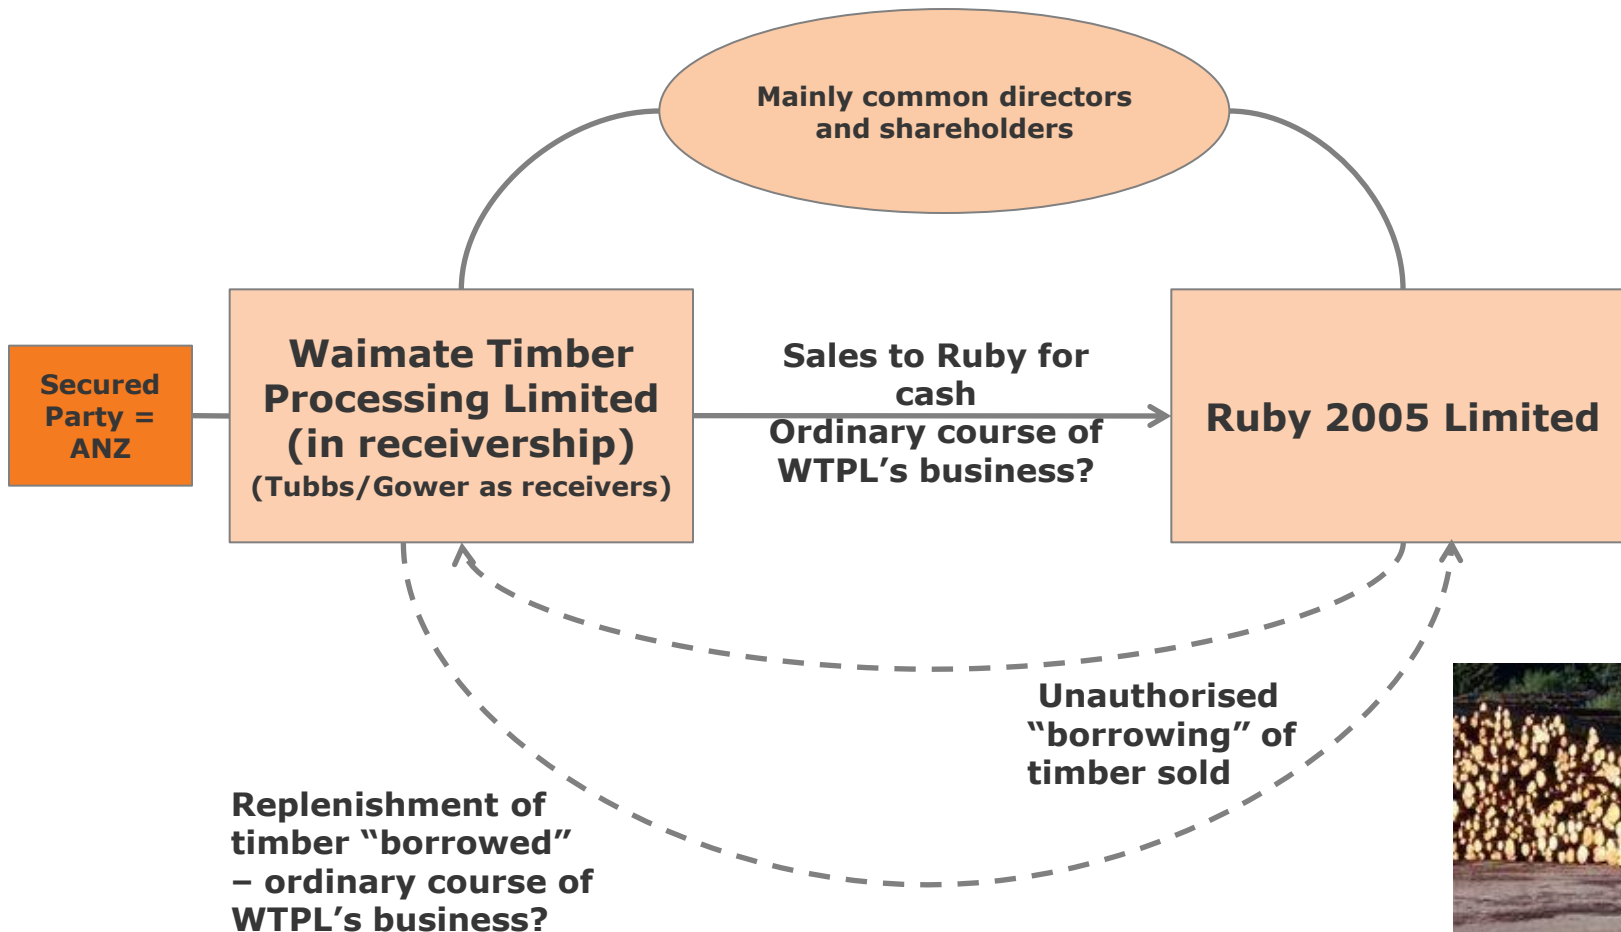 Mainly common directors
and shareholders
Secured
Party =
ANZ
Waimate Timber
Processing Limited
(in receivership)
(Tubbs/Gower as receivers)
Sales to Ruby for
cash
Ordinary course of
WTPL’s business?
Ruby 2005 Limited
Unauthorised
“borrowing” of
timber sold
Replenishment of
timber “borrowed”
– ordinary course of
WTPL’s business?